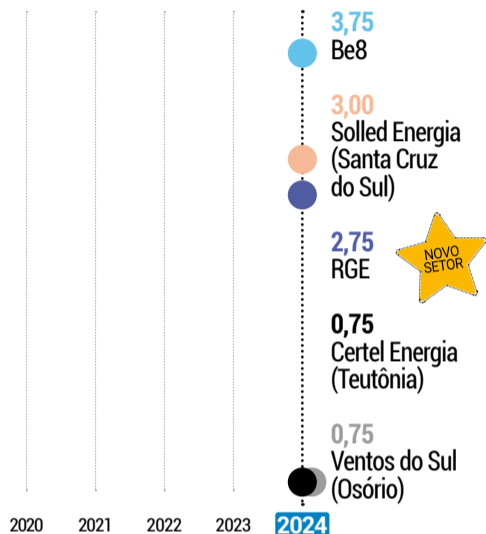 3,75
Be8
3,00
Solled Energia
(Santa Cruz
do Sul)
2,75
RGE
NOVO
SETOR
0,75
Certel Energia
(Teutônia)
0,75
Ventos do Sul
(Osório)
2020 2021 2022 2023 2024